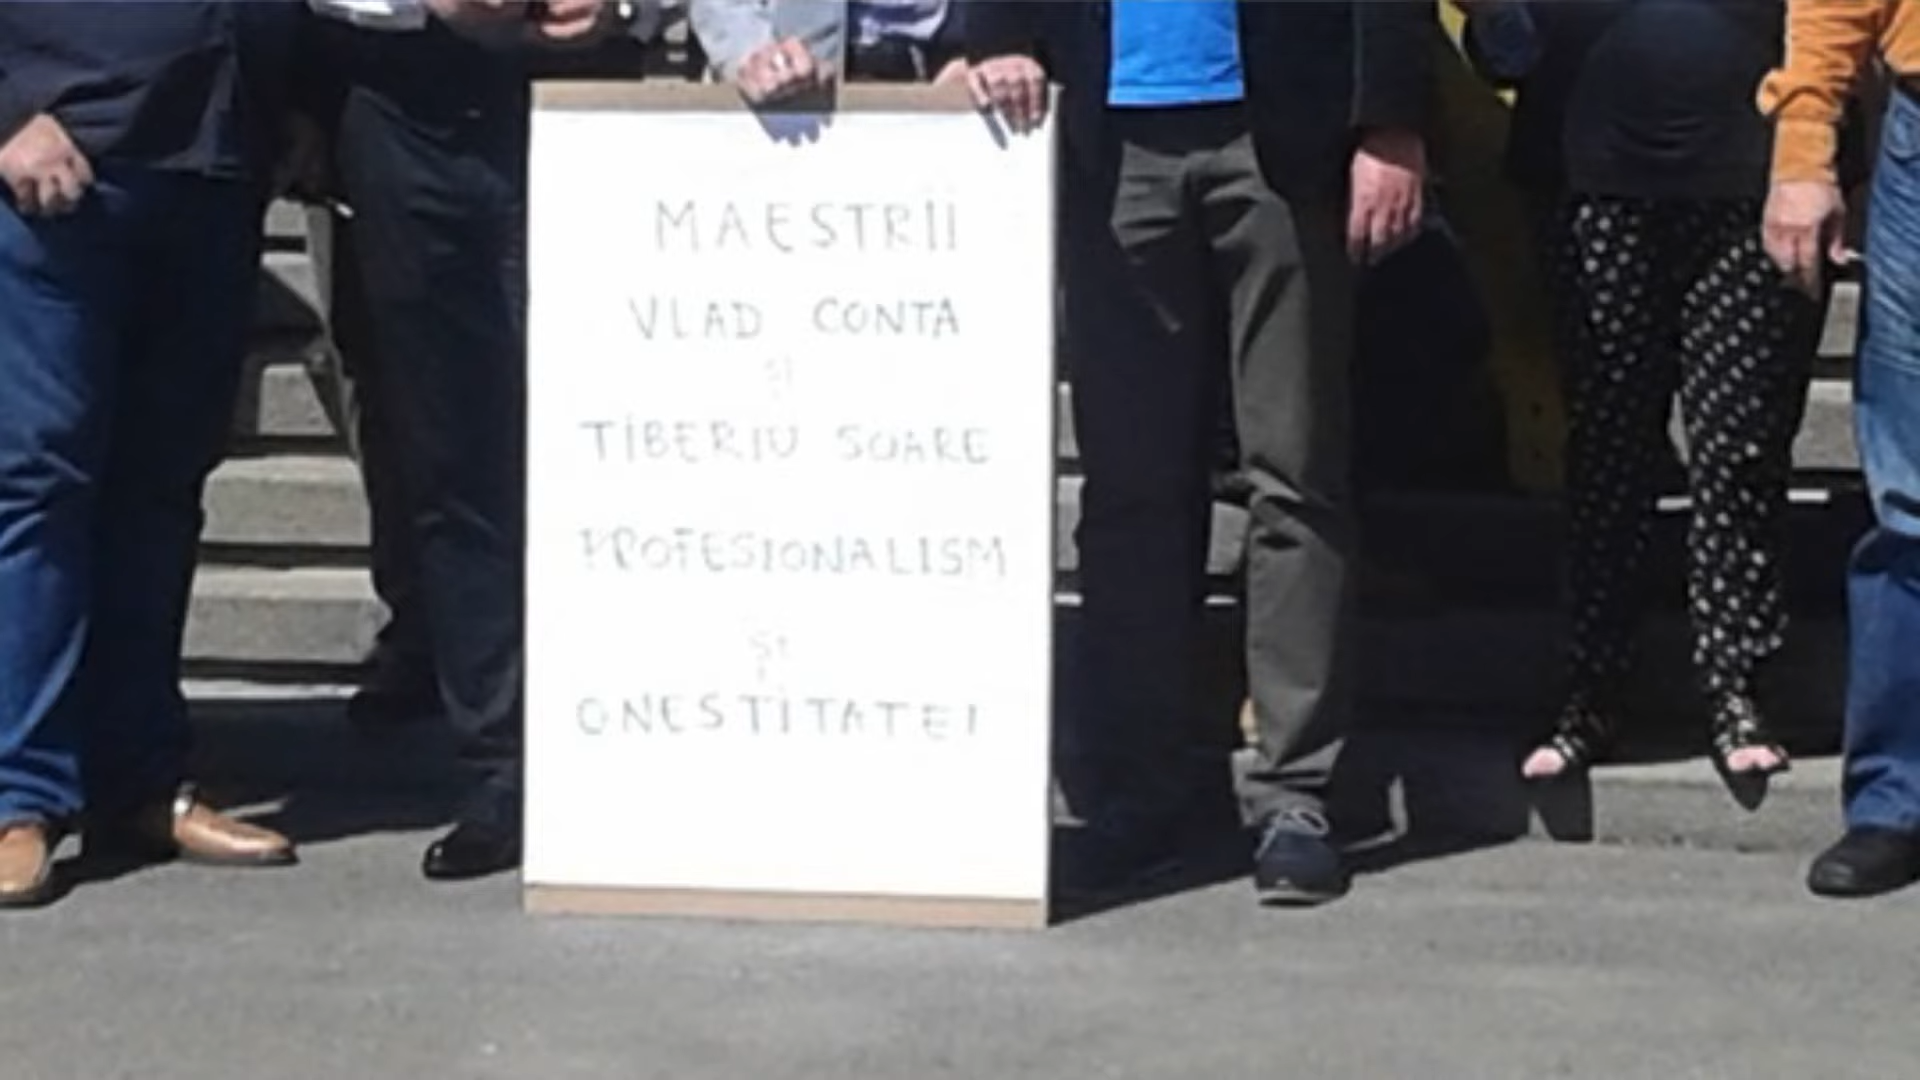 MAESTRII
VLAD CONTA
și
TIBERIU SOARE
PROFESIONALISM
și
ONESTITATEI